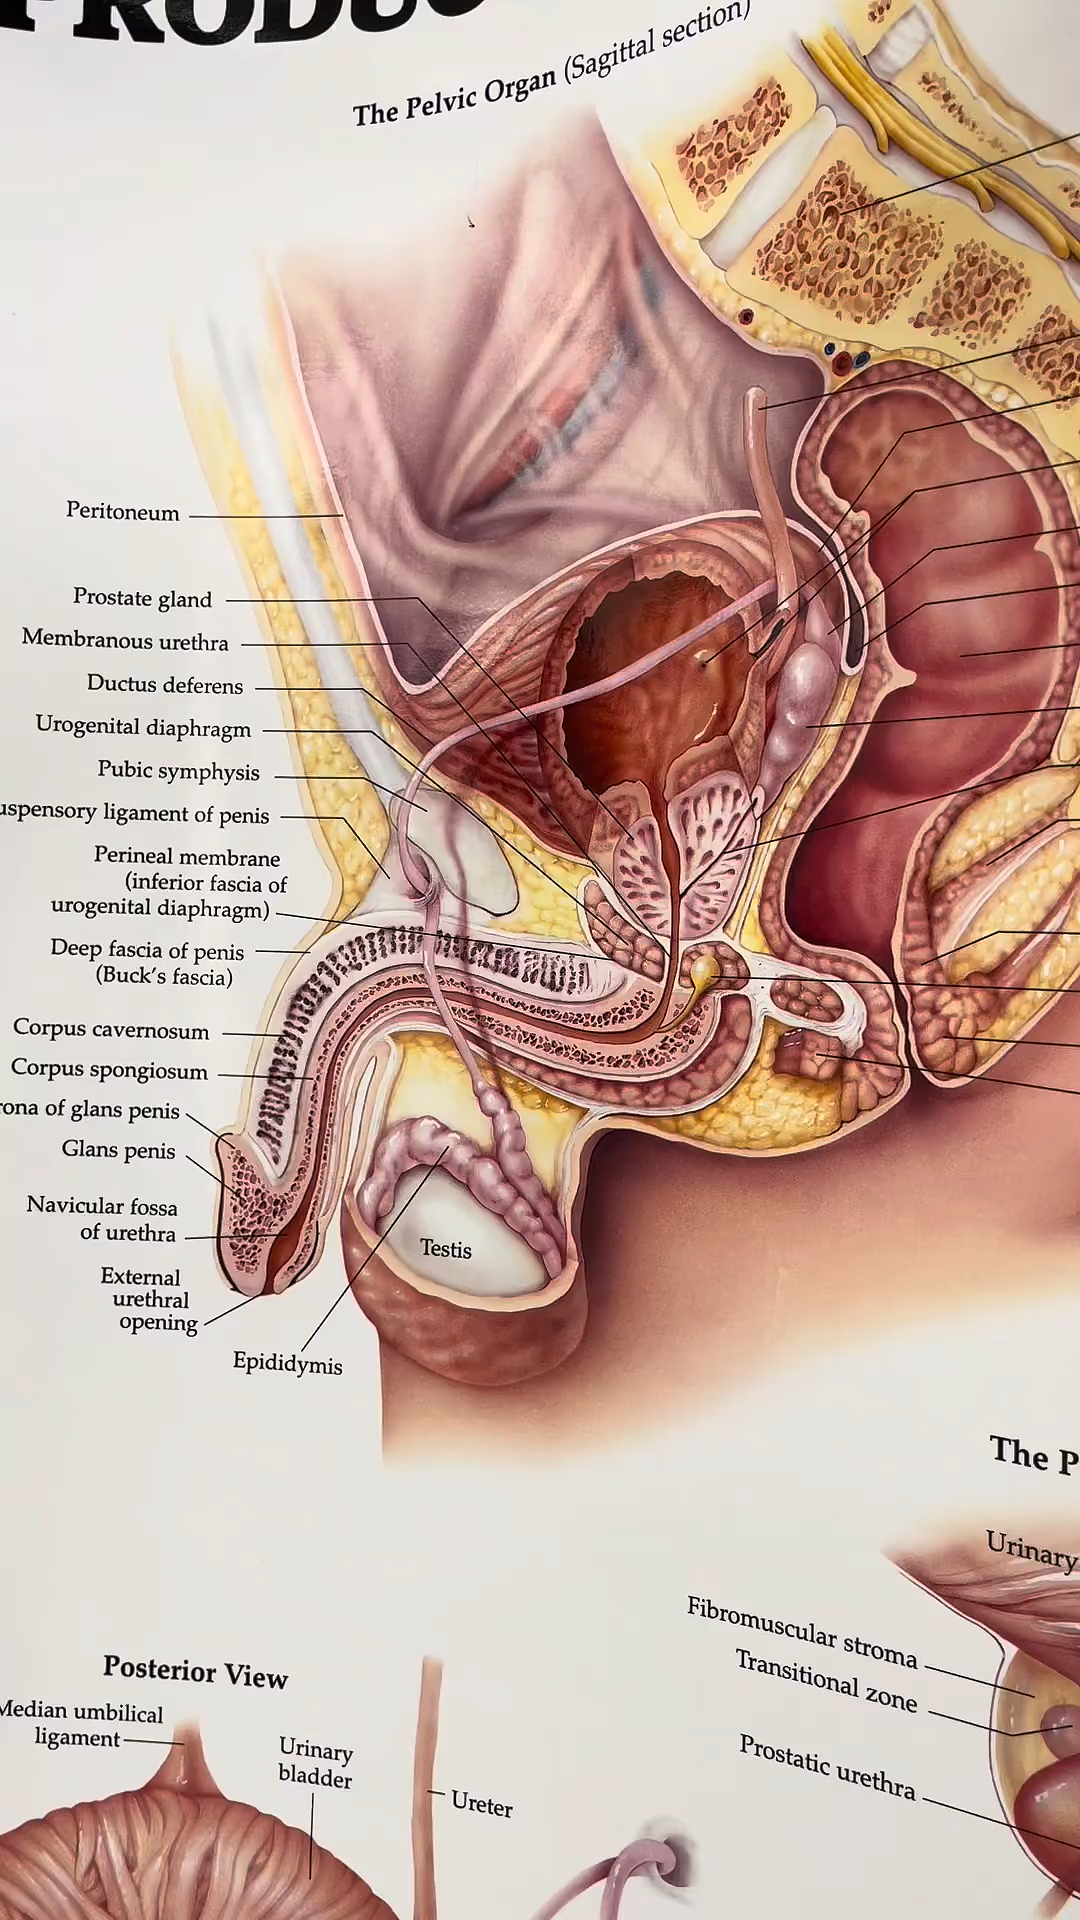 PRODUC
The Pelvic Organ (Sagittal section)
Peritoneum
Prostate gland
Membranous urethra
Ductus deferens
Urogenital diaphragm
Pubic symphysis
uspensory ligament of penis
Perineal membrane
(inferior fascia of
urogenital diaphragm)
Deep fascia of penis
(Buck's fascia)
Corpus cavernosum
Corpus spongiosum
rona of glans penis
Glans penis
Navicular fossa
of urethra
External
urethral
opening
Testis
Epididymis
The P
Urinary
Fibromuscular stroma
Transitional zone
Prostatic urethra
Posterior View
Median umbilical
ligament
Urinary
bladder
Ureter